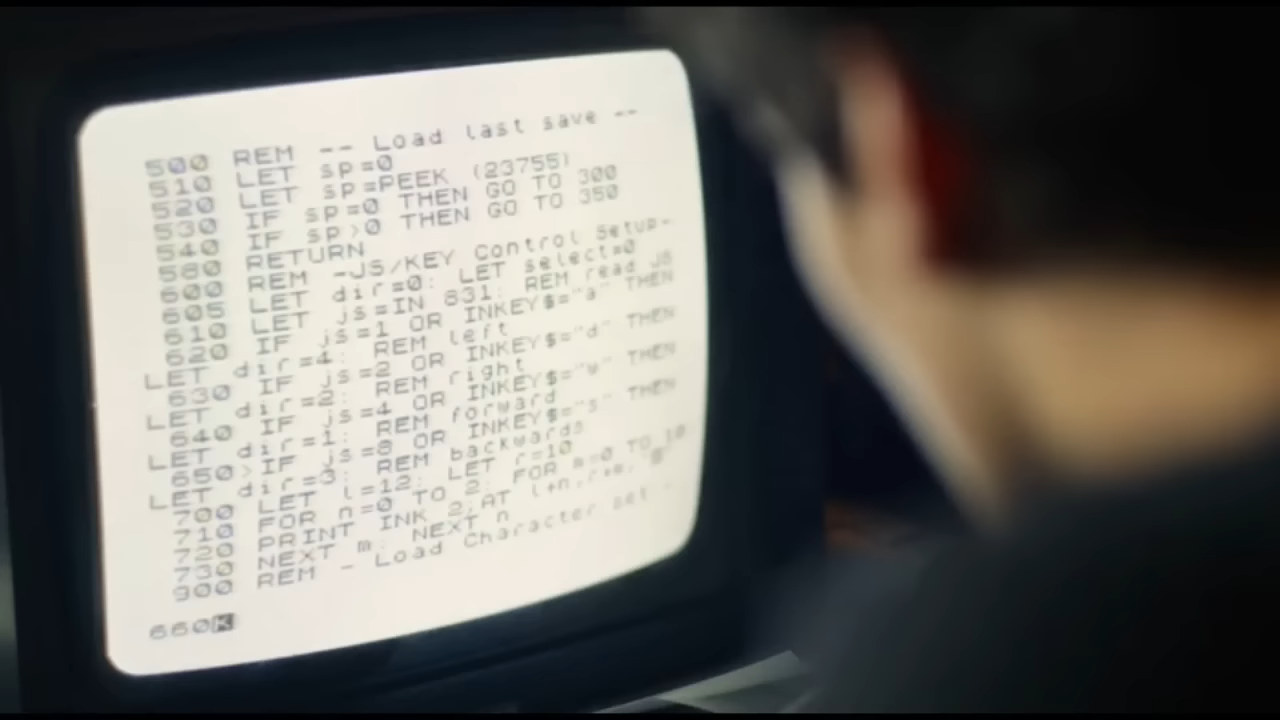 500 REM -- Load last save --
510 LET sp=0
520 LET sp=PEEK (23755)
530 IF sp=0 THEN GO TO 300
540 IF sp>0 THEN GO TO 350
580 RETURN
600 REM -JS/KEY Control Setup-
605 LET dir=0: LET select=0
610 LET js=IN 831: REM read JS
620 IF js=1 OR INKEY$="a" THEN
LET dir=4: REM left
630 IF js=2 OR INKEY$="d" THEN
LET dir=2: REM right
640 IF js=4 OR INKEY$="w" THEN
LET dir=1: REM forward
650>IF js=8 OR INKEY$="s" THEN
LET dir=3: REM backwards
700 LET l=12: LET r=10
710 FOR n=0 TO 2: FOR m=0 TO 10
720 PRINT INK 2;AT l+n,r+m;
730 NEXT m: NEXT n
900 REM - Load Character set -
660K